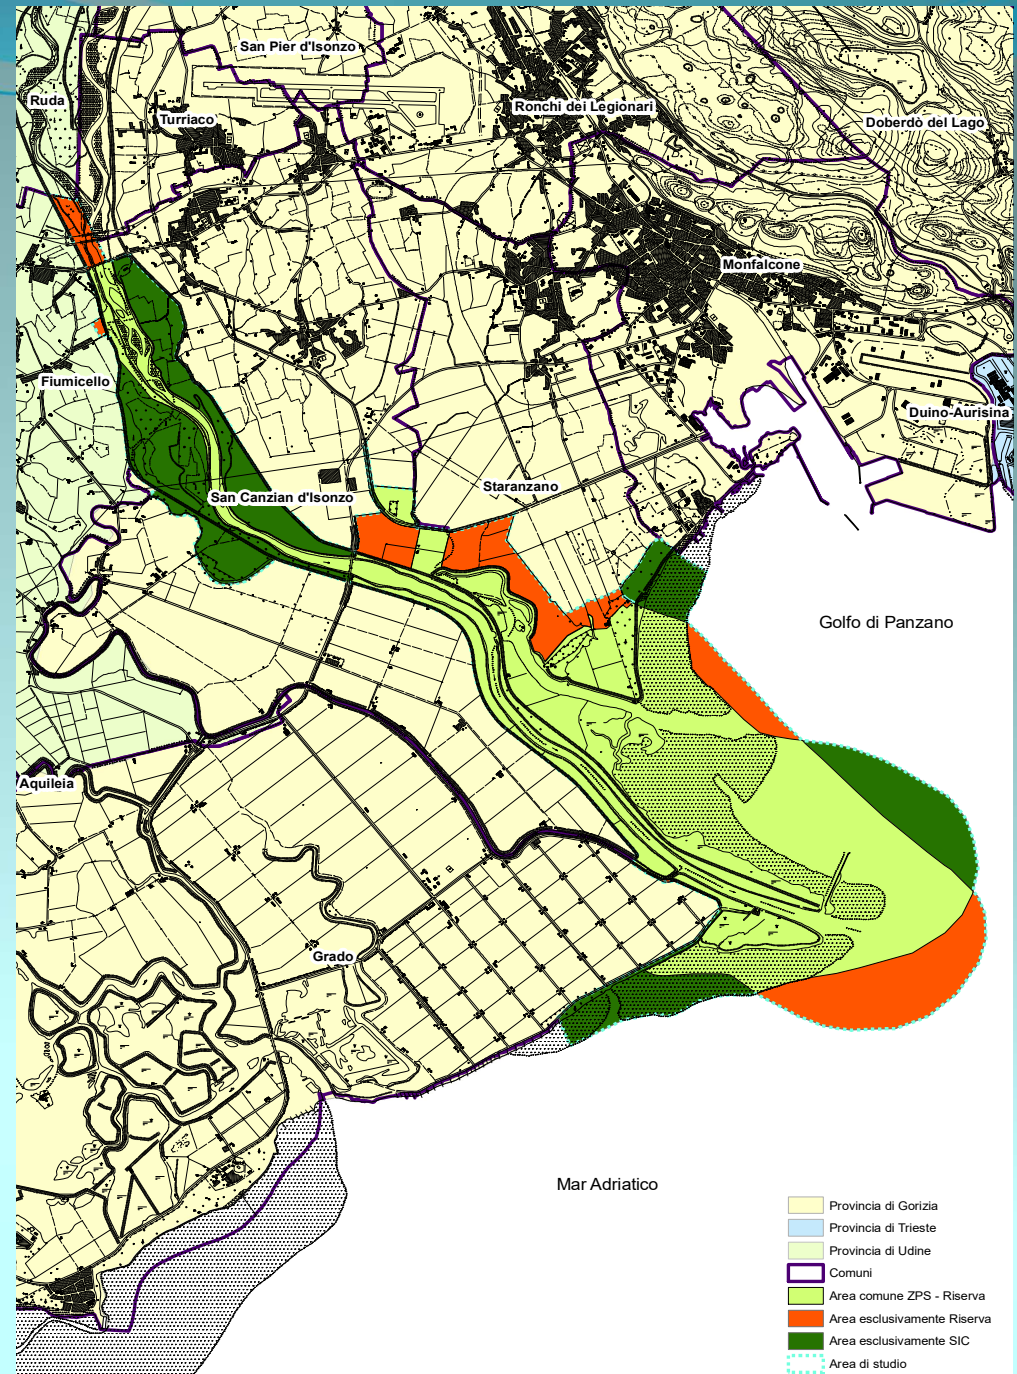 San Pier d'Isonzo
Ruda
Turriaco
Ronchi dei Legionari
Doberdò del Lago
Monfalcone
Fiumicello
Duino-Aurisina
San Canzian d'Isonzo
Staranzano
Golfo di Panzano
Aquileia
Grado
Mar Adriatico
Provincia di Gorizia
Provincia di Trieste
Provincia di Udine
Comuni
Area comune ZPS - Riserva
Area esclusivamente Riserva
Area esclusivamente SIC
Area di studio